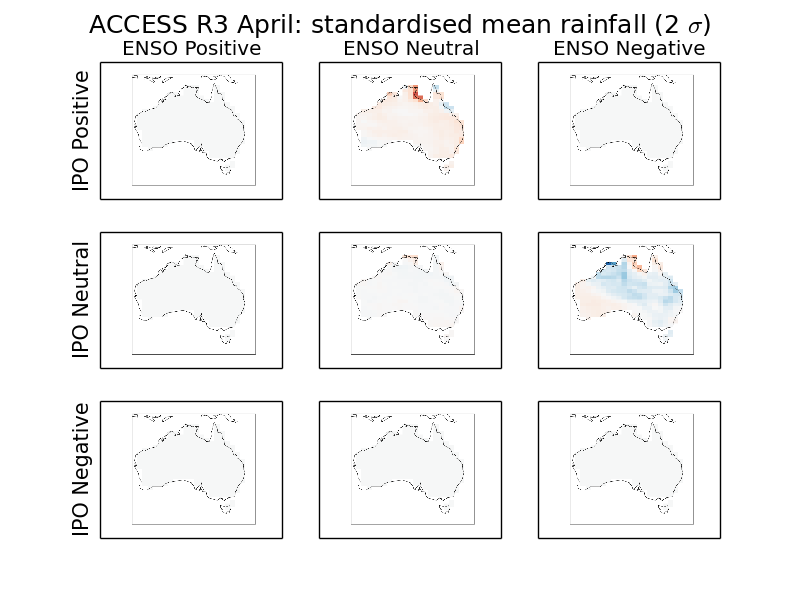 ACCESS R3 April: standardised mean rainfall (2 σ)
ENSO Positive ENSO Neutral ENSO Negative
IPO Positive
IPO Neutral
IPO Negative